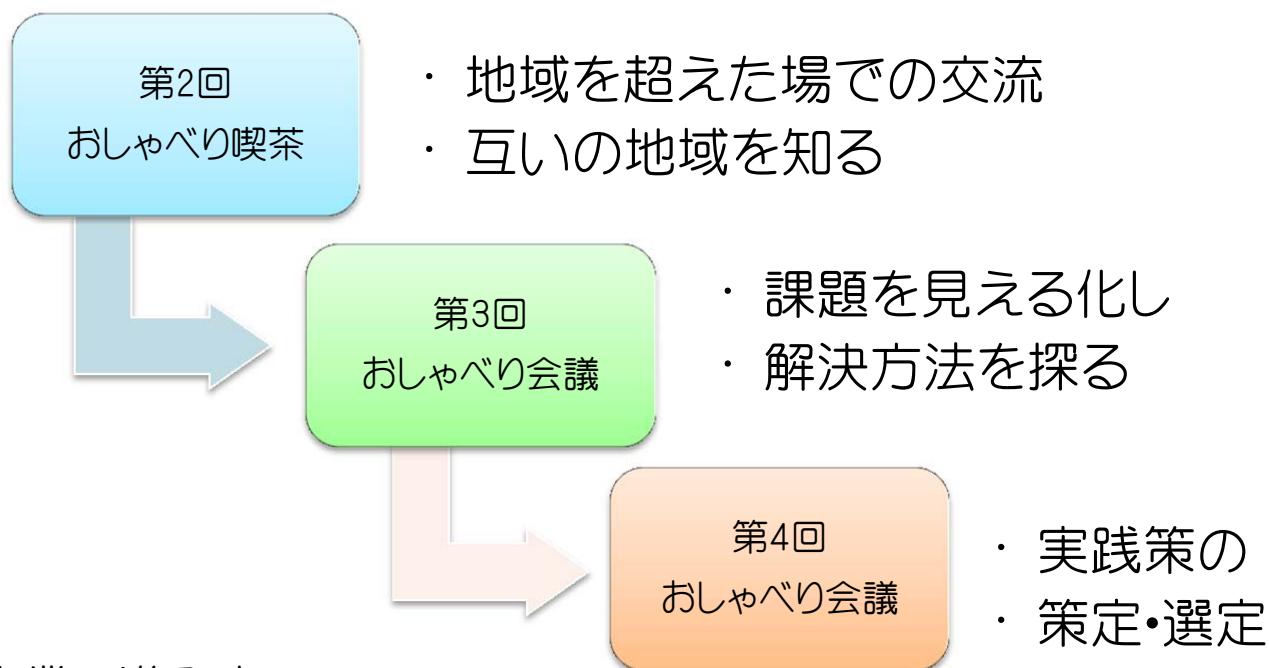 第2回
おしゃべり喫茶
・ 地域を超えた場での交流
・ 互いの地域を知る
第3回
おしゃべり会議
・ 課題を見える化し
・ 解決方法を探る
第4回
おしゃべり会議
・ 実践策の
・ 策定・選定